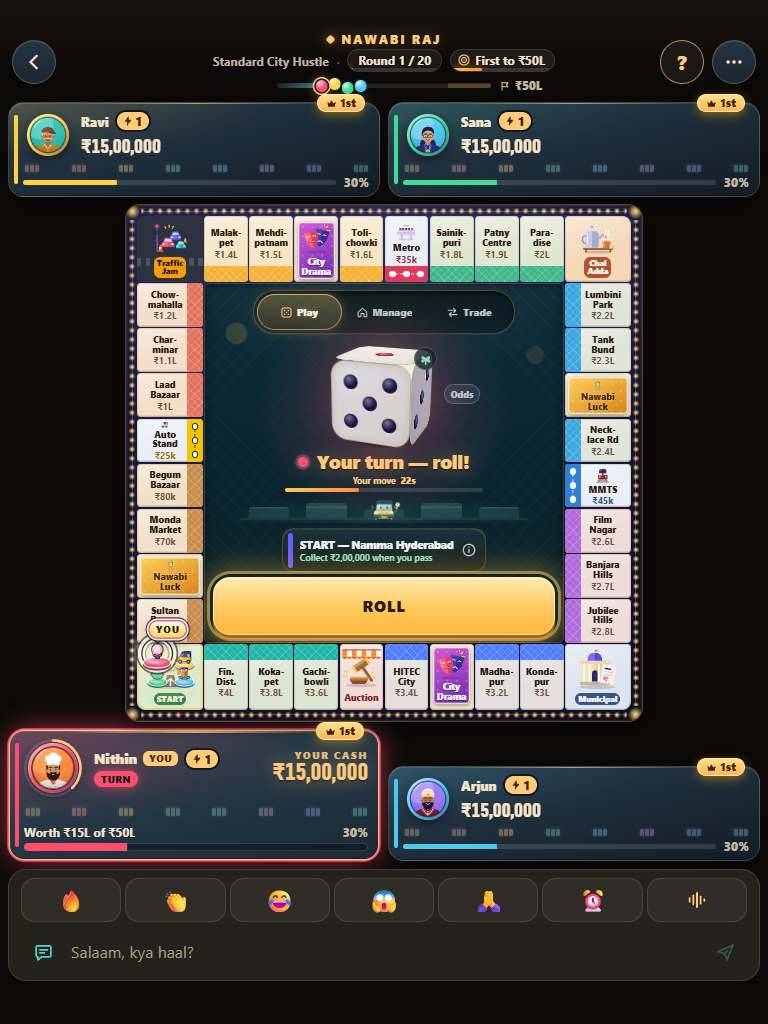 NAWABI RAJ
Standard City Hustle · Round 1 / 20 First to ₹50L
₹50L
1st
Ravi 1
₹15,00,000
30%
1st
Sana 1
₹15,00,000
30%
Traffic
Jam
Malak-
pet
₹1.4L
Mehdi-
patnam
₹1.5L
City
Drama
Toli-
chowki
₹1.6L
Metro
₹35k
Sainik-
puri
₹1.8L
Patny
Centre
₹1.9L
Para-
dise
₹2L
Chai
Adda
Chow-
mahalla
₹1.2L
Char-
minar
₹1.1L
Laad
Bazaar
₹1L
Auto
Stand
₹25k
Begum
Bazaar
₹80k
Monda
Market
₹70k
Nawabi
Luck
Sultan
YOU
START
Play Manage Trade
Odds
Your turn — roll!
Your move 22s
START — Namma Hyderabad
Collect ₹2,00,000 when you pass
ROLL
Lumbini
Park
₹2.2L
Tank
Bund
₹2.3L
Nawabi
Luck
Neck-
lace Rd
₹2.4L
MMTS
₹45k
Film
Nagar
₹2.6L
Banjara
Hills
₹2.7L
Jubilee
Hills
₹2.8L
Fin.
Dist.
₹4L
Koka-
pet
₹3.8L
Gachi-
bowli
₹3.6L
Auction
HITEC
City
₹3.4L
City
Drama
Madha-
pur
₹3.2L
Konda-
pur
₹3L
Municipal
1st
Nithin YOU 1
TURN
YOUR CASH
₹15,00,000
Worth ₹15L of ₹50L 30%
1st
Arjun 1
₹15,00,000
30%
Salaam, kya haal?